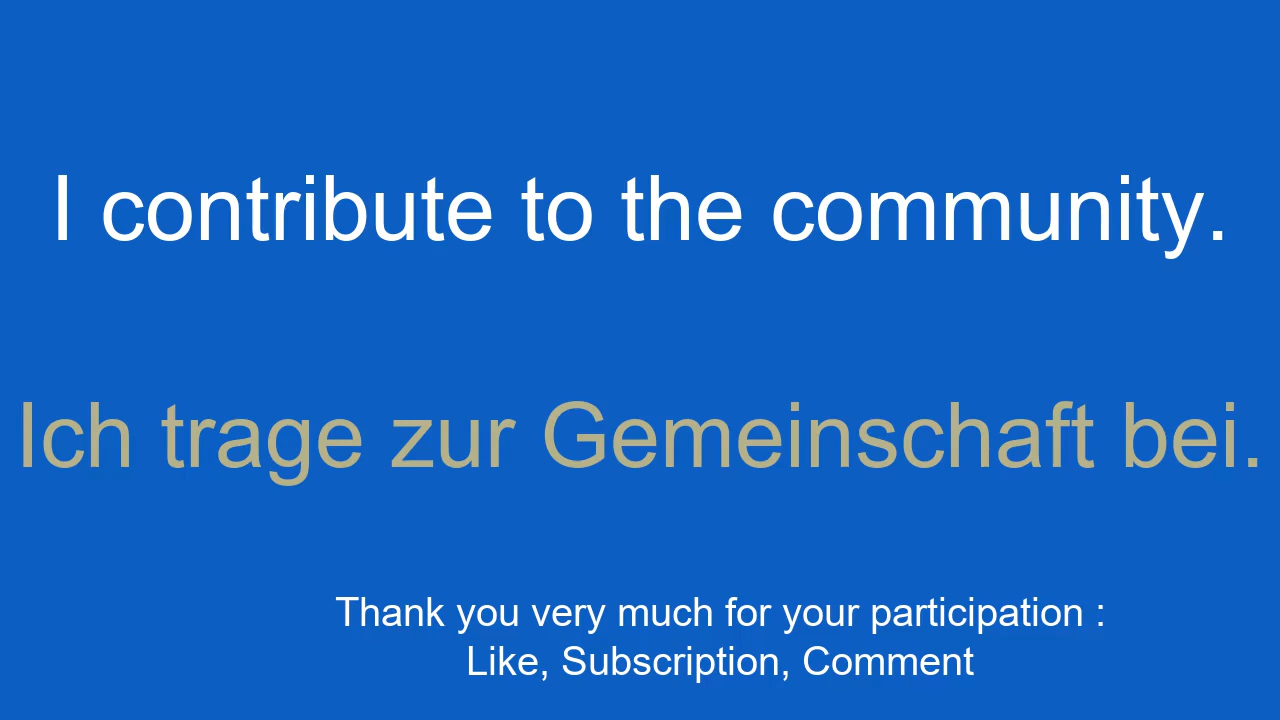 I contribute to the community.
Ich trage zur Gemeinschaft bei.
Thank you very much for your participation :
Like, Subscription, Comment